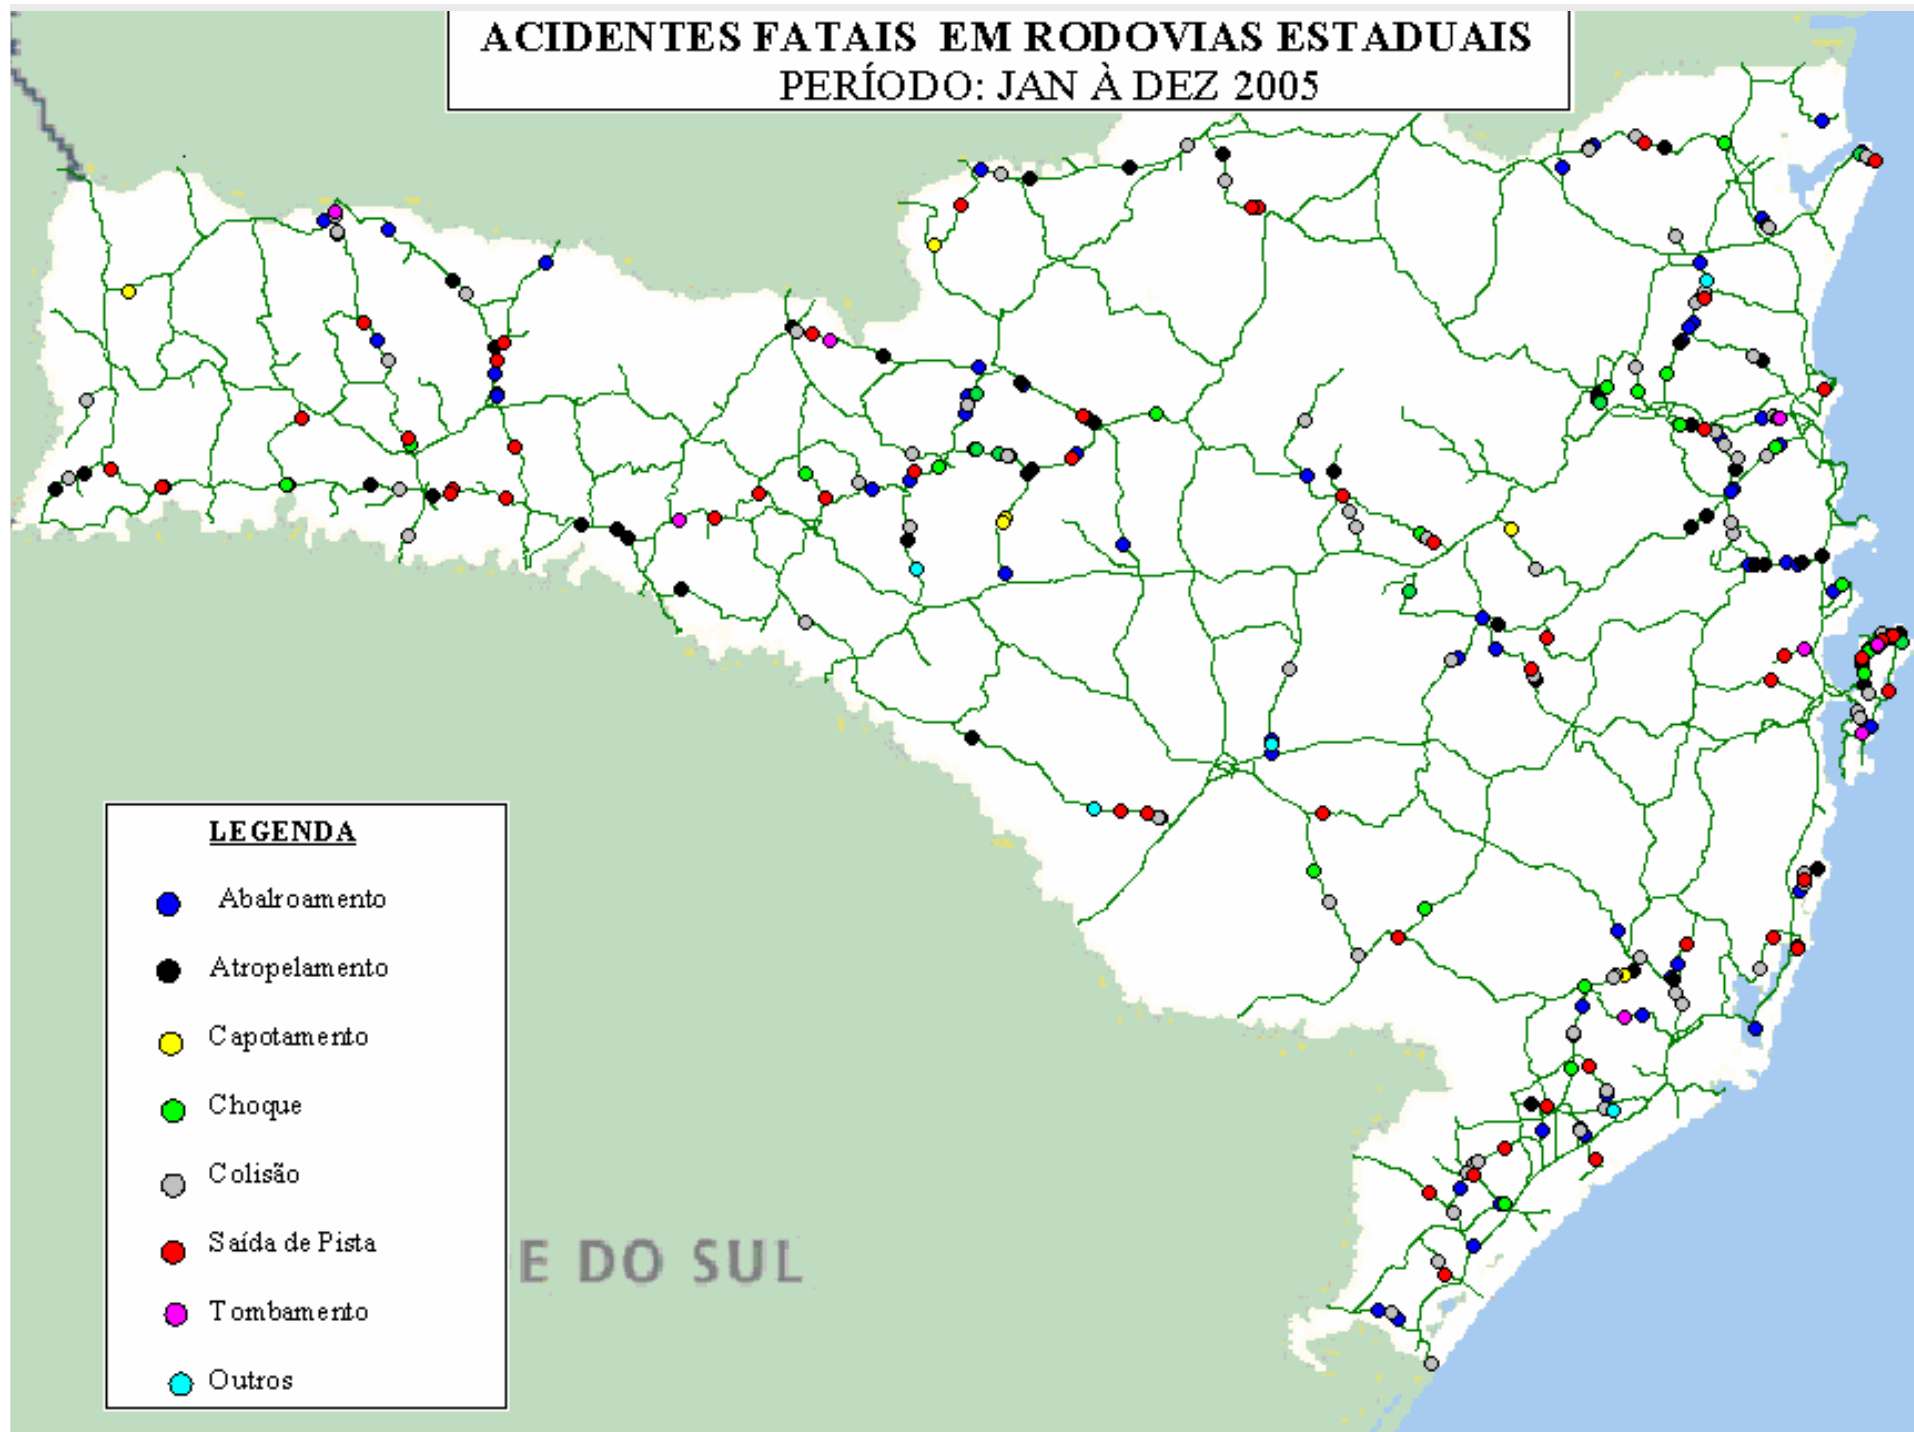 ACIDENTES FATAIS EM RODOVIAS ESTADUAIS
PERÍODO: JAN À DEZ 2005
LEGENDA
Abalroamento
Atropelamento
Capotamento
Choque
Colisão
Saída de Pista
Tombamento
Outros
E DO SUL